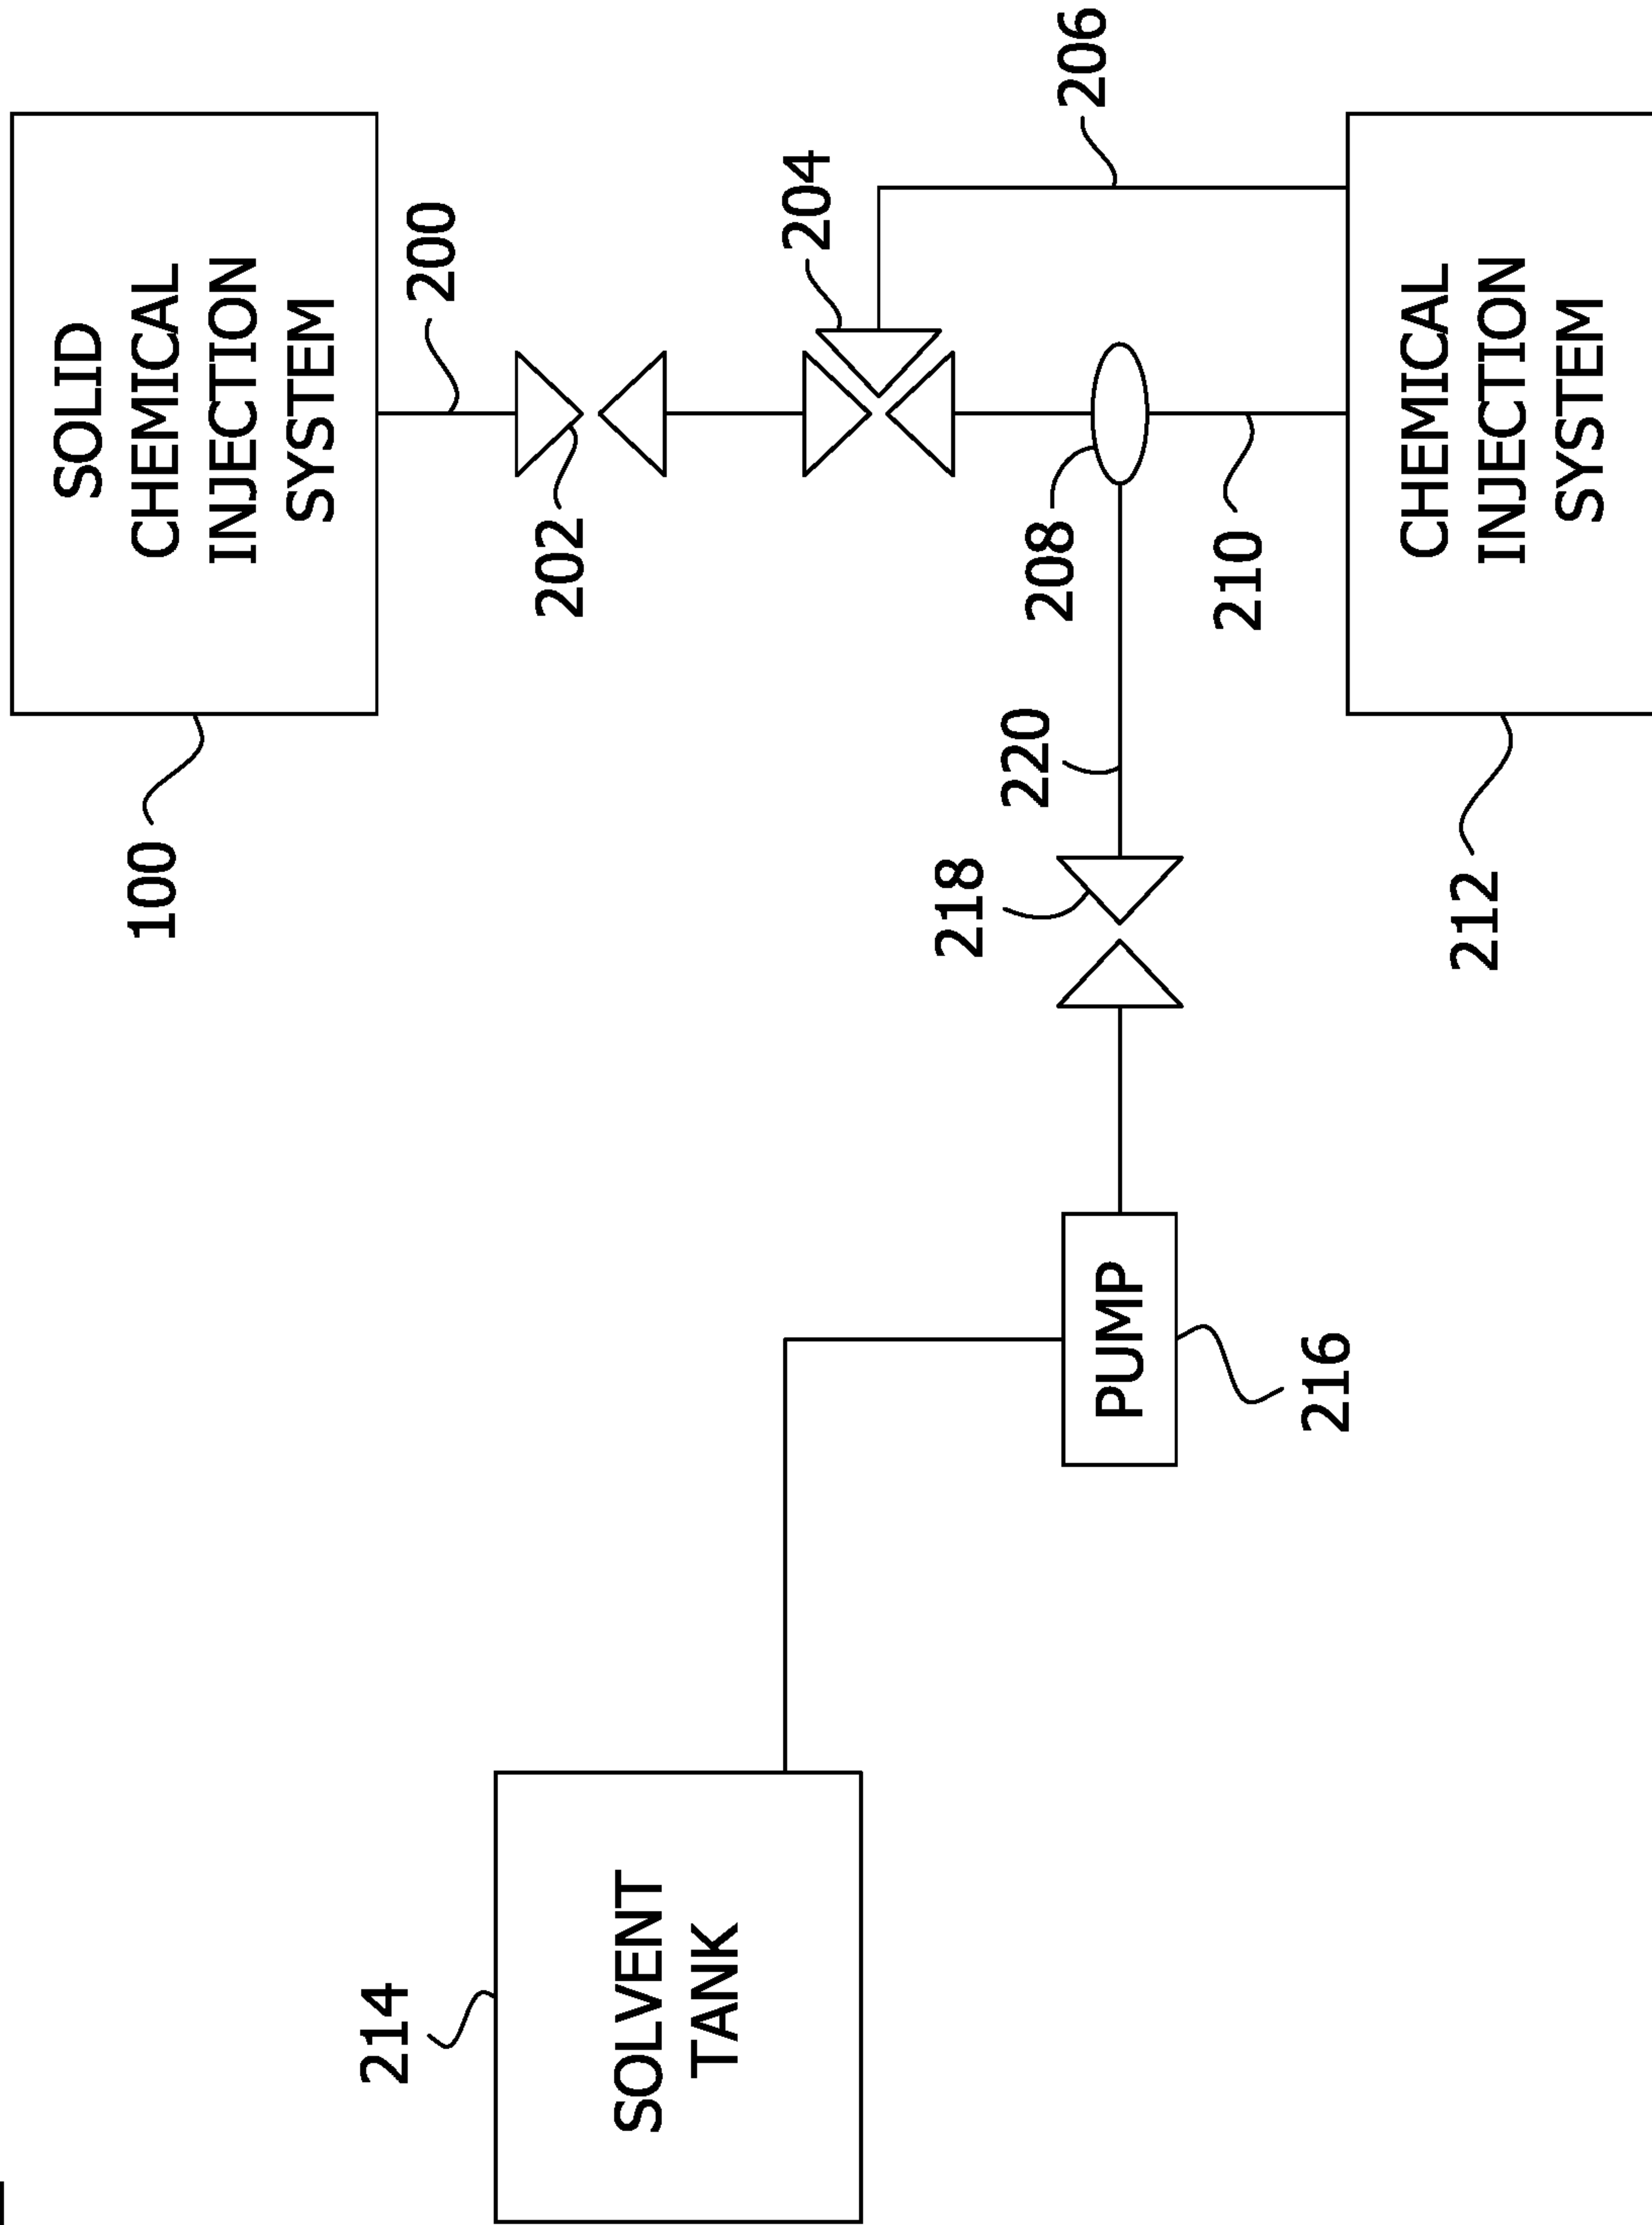 SOLID
CHEMICAL
INJECTION
SYSTEM
100
200
202
204
206
208
210
CHEMICAL
INJECTION
SYSTEM
212
220
218
PUMP
216
SOLVENT
TANK
214